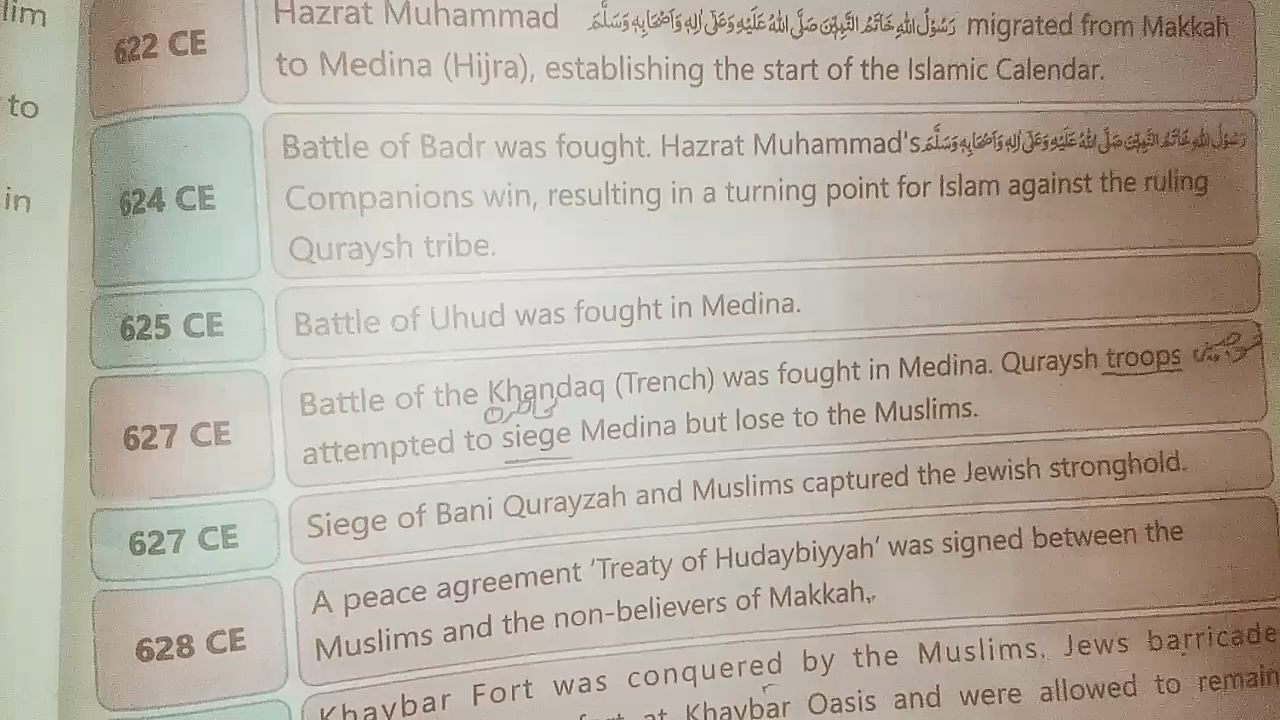 lim
to
in
622 CE
Hazrat Muhammad رَسُوْلُ اللهِ خَاتَمُ النَّبِيّٖنَ صَلَّى اللهُ عَلَيْهِ وَعَلٰى اٰلِهٖ وَاَصْحَابِهٖ وَسَلَّمَ migrated from Makkah
to Medina (Hijra), establishing the start of the Islamic Calendar.
624 CE
Battle of Badr was fought. Hazrat Muhammad's رَسُوْلُ اللهِ خَاتَمُ النَّبِيّٖنَ صَلَّى اللهُ عَلَيْهِ وَعَلٰى اٰلِهٖ وَاَصْحَابِهٖ وَسَلَّمَ
Companions win, resulting in a turning point for Islam against the ruling
Quraysh tribe.
625 CE
Battle of Uhud was fought in Medina.
627 CE
Battle of the Khandaq (Trench) was fought in Medina. Quraysh troops
attempted to siege Medina but lose to the Muslims.
627 CE
Siege of Bani Qurayzah and Muslims captured the Jewish stronghold.
628 CE
A peace agreement ‘Treaty of Hudaybiyyah’ was signed between the
Muslims and the non-believers of Makkah,.
Khaybar Fort was conquered by the Muslims. Jews barricade
at Khaybar Oasis and were allowed to remain